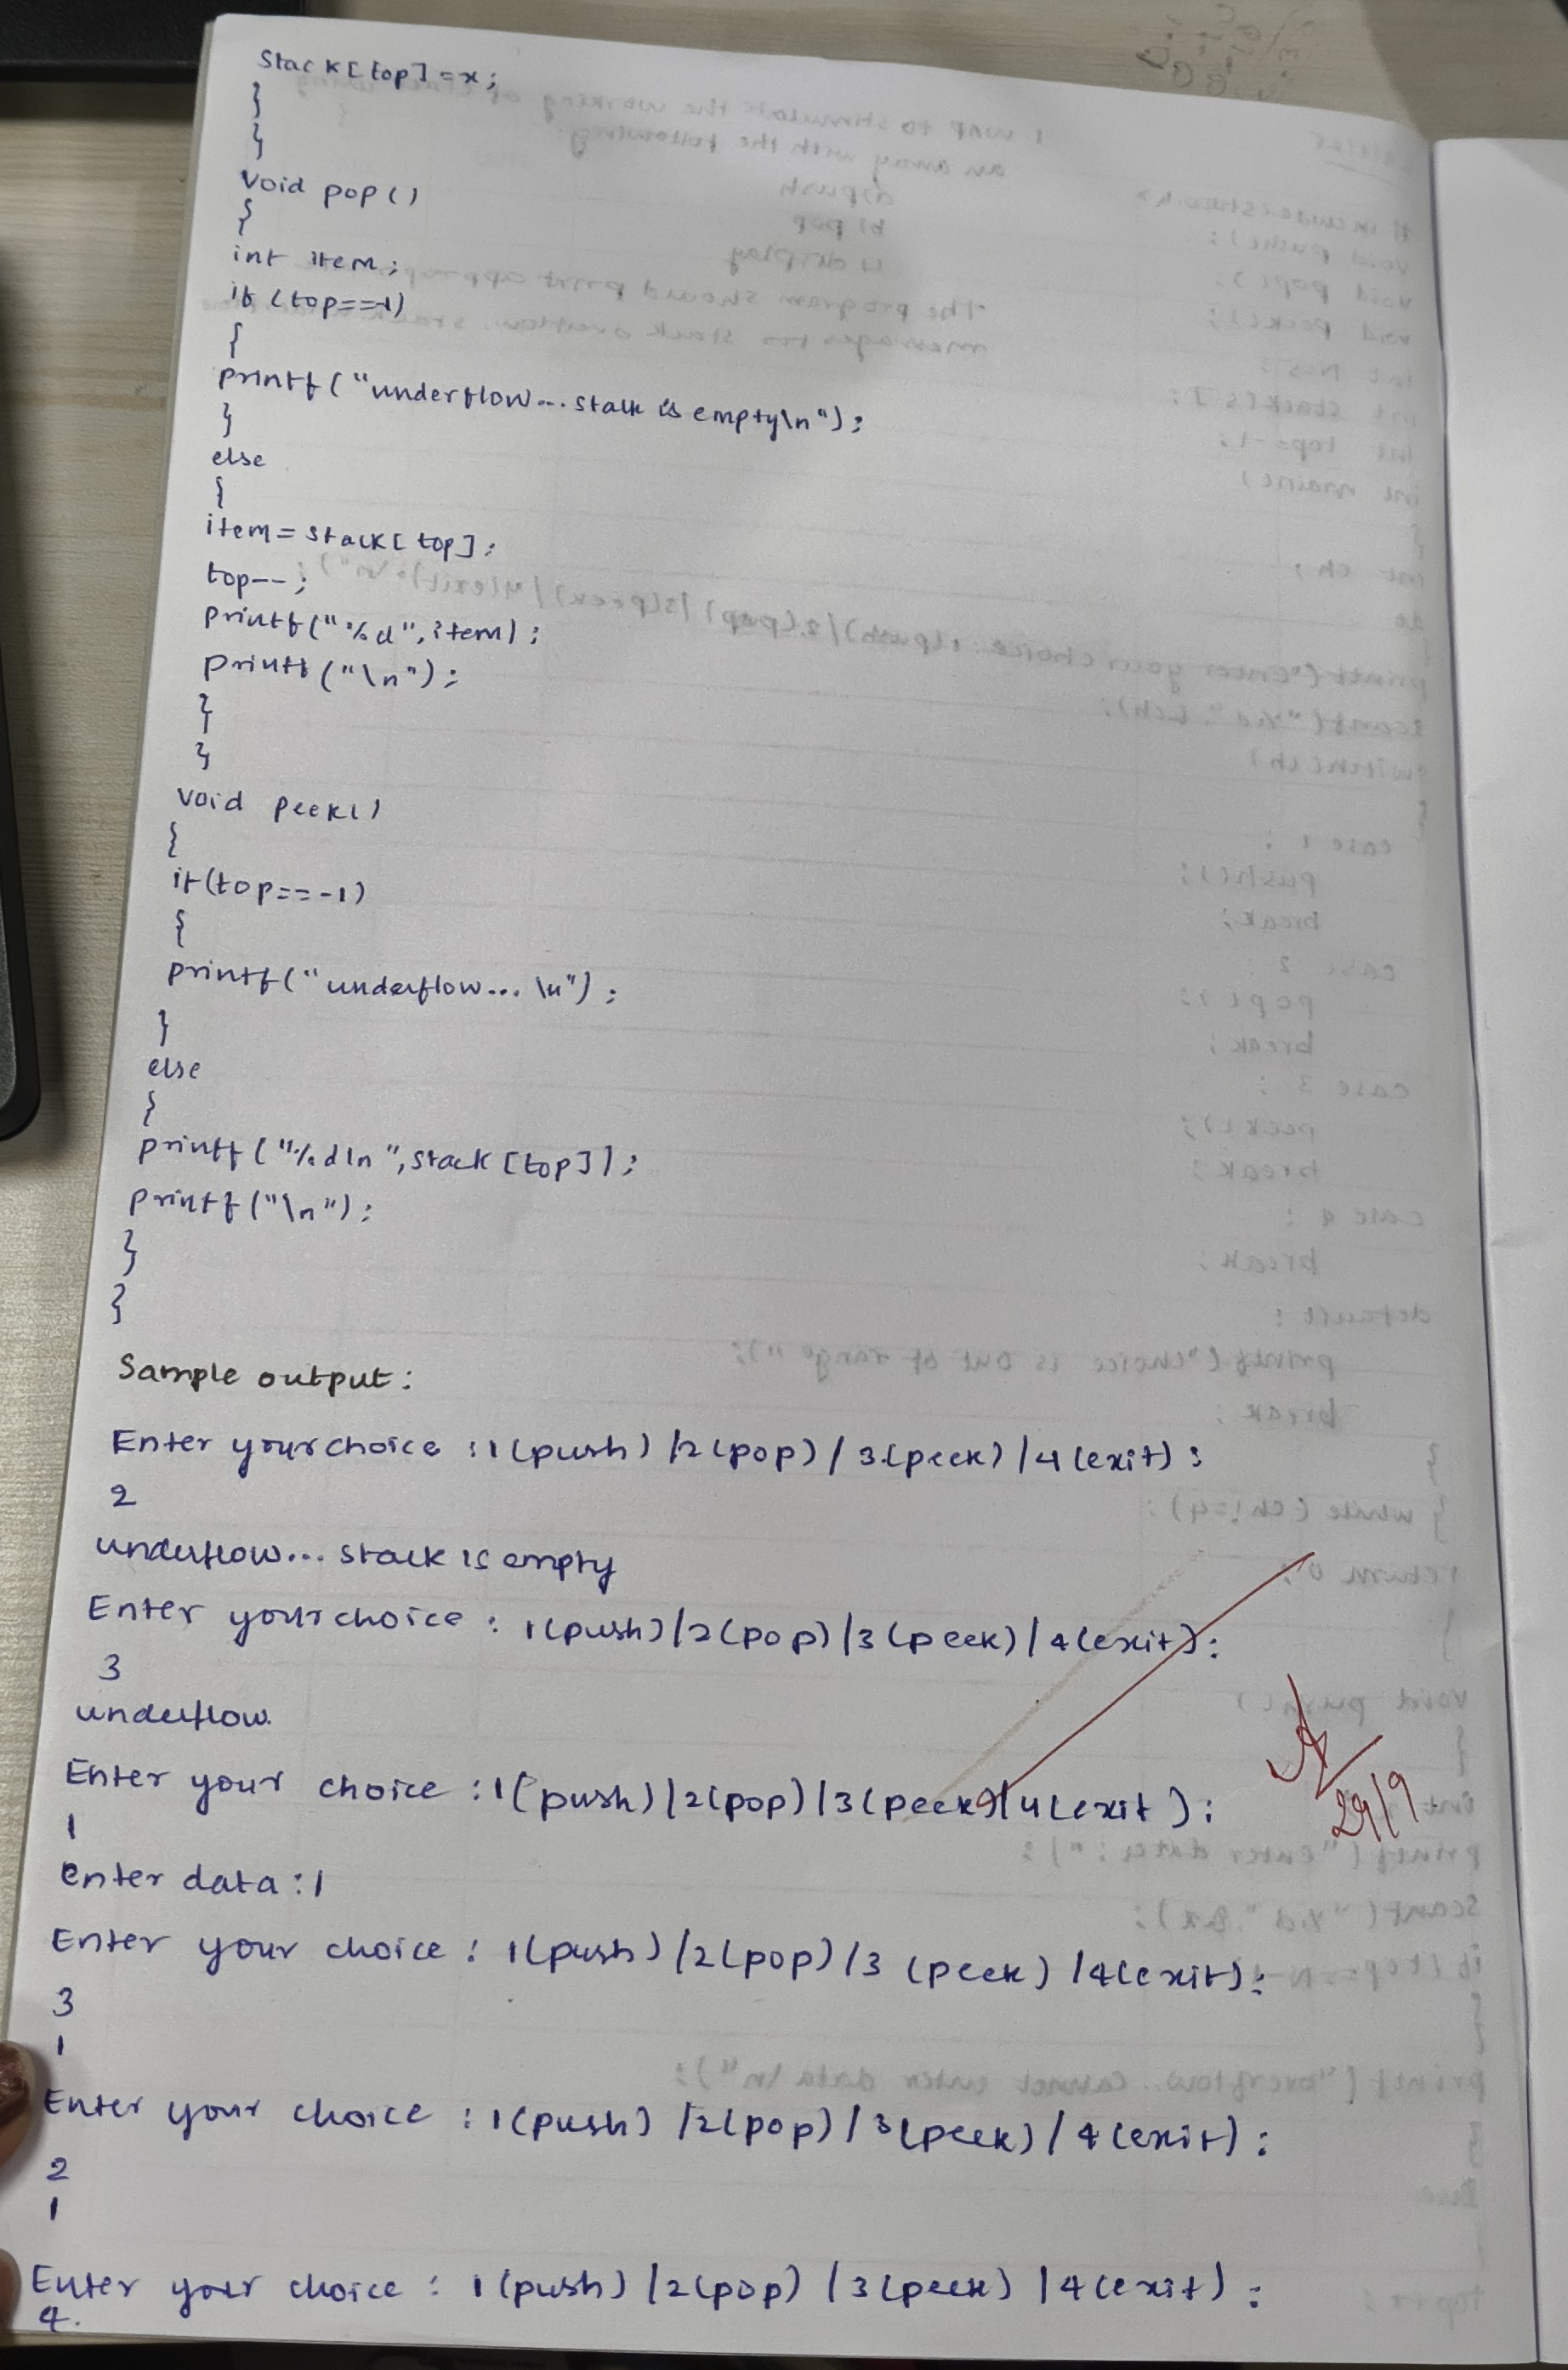 Stack[top]=x;
}
}
void pop()
{
int item;
if (top==-1)
{
printf("underflow... stack is empty\n");
}
else
{
item=stack[top];
top--;
printf("%d",item);
printf("\n");
}
}
void peek()
{
if(top==-1)
{
printf("underflow... \n");
}
else
{
printf("%d\n",stack[top]);
printf("\n");
}
}
Sample output:
Enter your choice :1(push) /2(pop) / 3(peek) /4(exit) :
2
underflow... stack is empty
Enter your choice : 1(push)/2(pop)/3(peek)/4(exit):
3
underflow.
Enter your choice :1(push)/2(pop)/3(peek)/4(exit):
1
enter data:1
Enter your choice : 1(push)/2(pop)/3(peek)/4(exit):
3
1
Enter your choice :1(push) /2(pop) /3(peek) /4(exit) :
2
1
Enter your choice : 1(push) /2(pop) /3(peek) /4(exit) :
4.
29/9